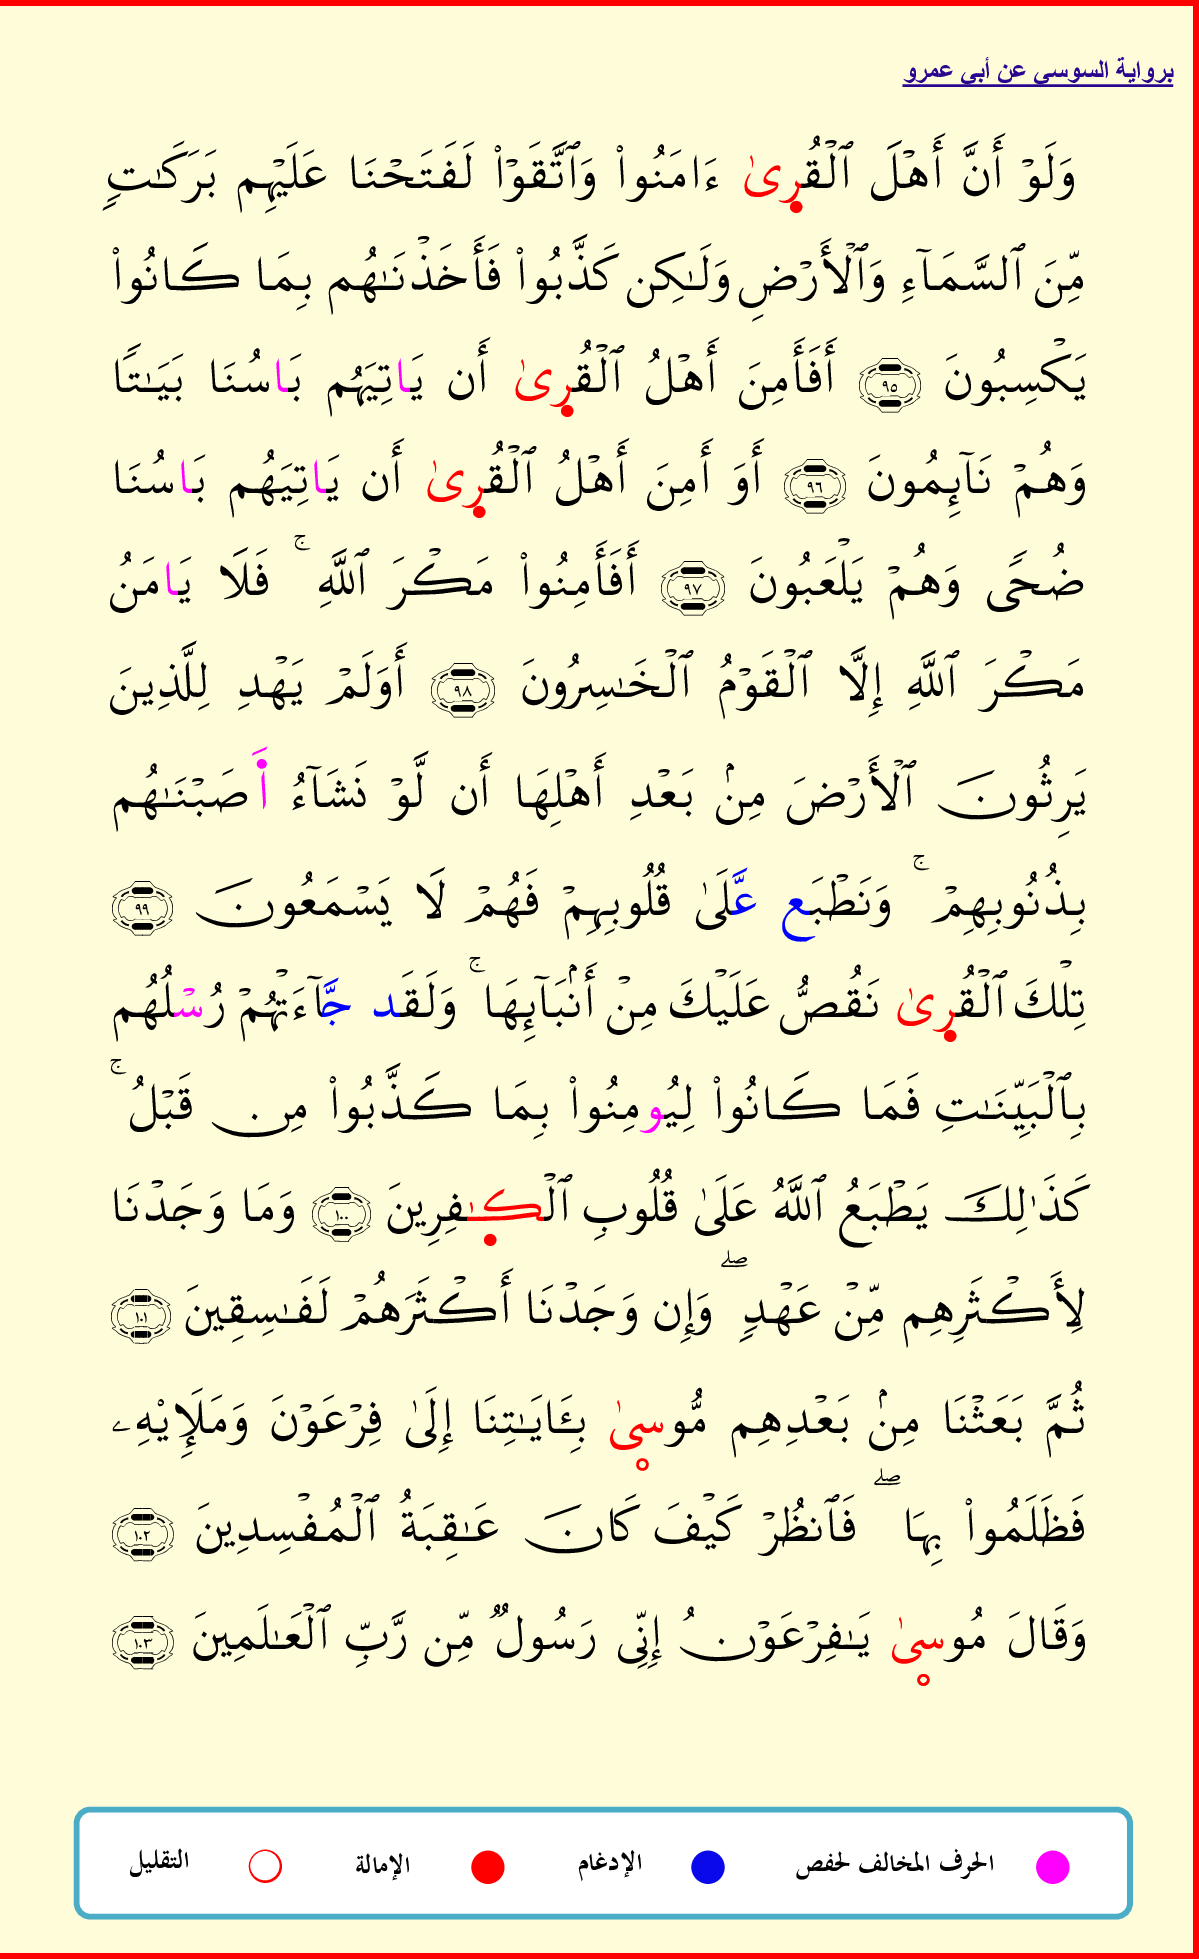 برواية السوسي عن أبي عمرو
وَلَوْ أَنَّ أَهْلَ ٱلْقُرِىٰ ءَامَنُوا۟ وَٱتَّقَوْا۟ لَفَتَحْنَا عَلَيْهِم بَرَكَٰتٍ
مِّنَ ٱلسَّمَآءِ وَٱلْأَرْضِ وَلَٰكِن كَذَّبُوا۟ فَأَخَذْنَٰهُم بِمَا كَانُوا۟
يَكْسِبُونَ ٩٥ أَفَأَمِنَ أَهْلُ ٱلْقُرِىٰ أَن يَاتِيَهُم بَاسُنَا بَيَٰتًا
وَهُمْ نَآئِمُونَ ٩٦ أَوَ أَمِنَ أَهْلُ ٱلْقُرِىٰ أَن يَاتِيَهُم بَاسُنَا
ضُحًى وَهُمْ يَلْعَبُونَ ٩٧ أَفَأَمِنُوا۟ مَكْرَ ٱللَّهِ ۚ فَلَا يَامَنُ
مَكْرَ ٱللَّهِ إِلَّا ٱلْقَوْمُ ٱلْخَٰسِرُونَ ٩٨ أَوَلَمْ يَهْدِ لِلَّذِينَ
يَرِثُونَ ٱلْأَرْضَ مِنۢ بَعْدِ أَهْلِهَا أَن لَّوْ نَشَآءُ اَ۬صَبْنَٰهُم
بِذُنُوبِهِمْ ۚ وَنَطْبَع عَّلَىٰ قُلُوبِهِمْ فَهُمْ لَا يَسْمَعُونَ ٩٩
تِلْكَ ٱلْقُرِىٰ نَقُصُّ عَلَيْكَ مِنْ أَنۢبَآئِهَا ۚ وَلَقَد جَّآءَتْهُمْ رُسْلُهُم
بِٱلْبَيِّنَٰتِ فَمَا كَانُوا۟ لِيُومِنُوا۟ بِمَا كَذَّبُوا۟ مِن قَبْلُ ۚ
كَذَٰلِكَ يَطْبَعُ ٱللَّهُ عَلَىٰ قُلُوبِ ٱلْكٰ۪فِرِينَ ١٠٠ وَمَا وَجَدْنَا
لِأَكْثَرِهِم مِّنْ عَهْدٍ ۖ وَإِن وَجَدْنَا أَكْثَرَهُمْ لَفَٰسِقِينَ ١٠١
ثُمَّ بَعَثْنَا مِنۢ بَعْدِهِم مُّوسىٰ بِـَٔايَٰتِنَا إِلَىٰ فِرْعَوْنَ وَمَلَإِيْهِۦ
فَظَلَمُوا۟ بِهَا ۖ فَٱنظُرْ كَيْفَ كَانَ عَٰقِبَةُ ٱلْمُفْسِدِينَ ١٠٢
وَقَالَ مُوسىٰ يَٰفِرْعَوْنُ إِنِّى رَسُولٌ مِّن رَّبِّ ٱلْعَٰلَمِينَ ١٠٣
الحرف المخالف لحفص الإدغام الإمالة التقليل